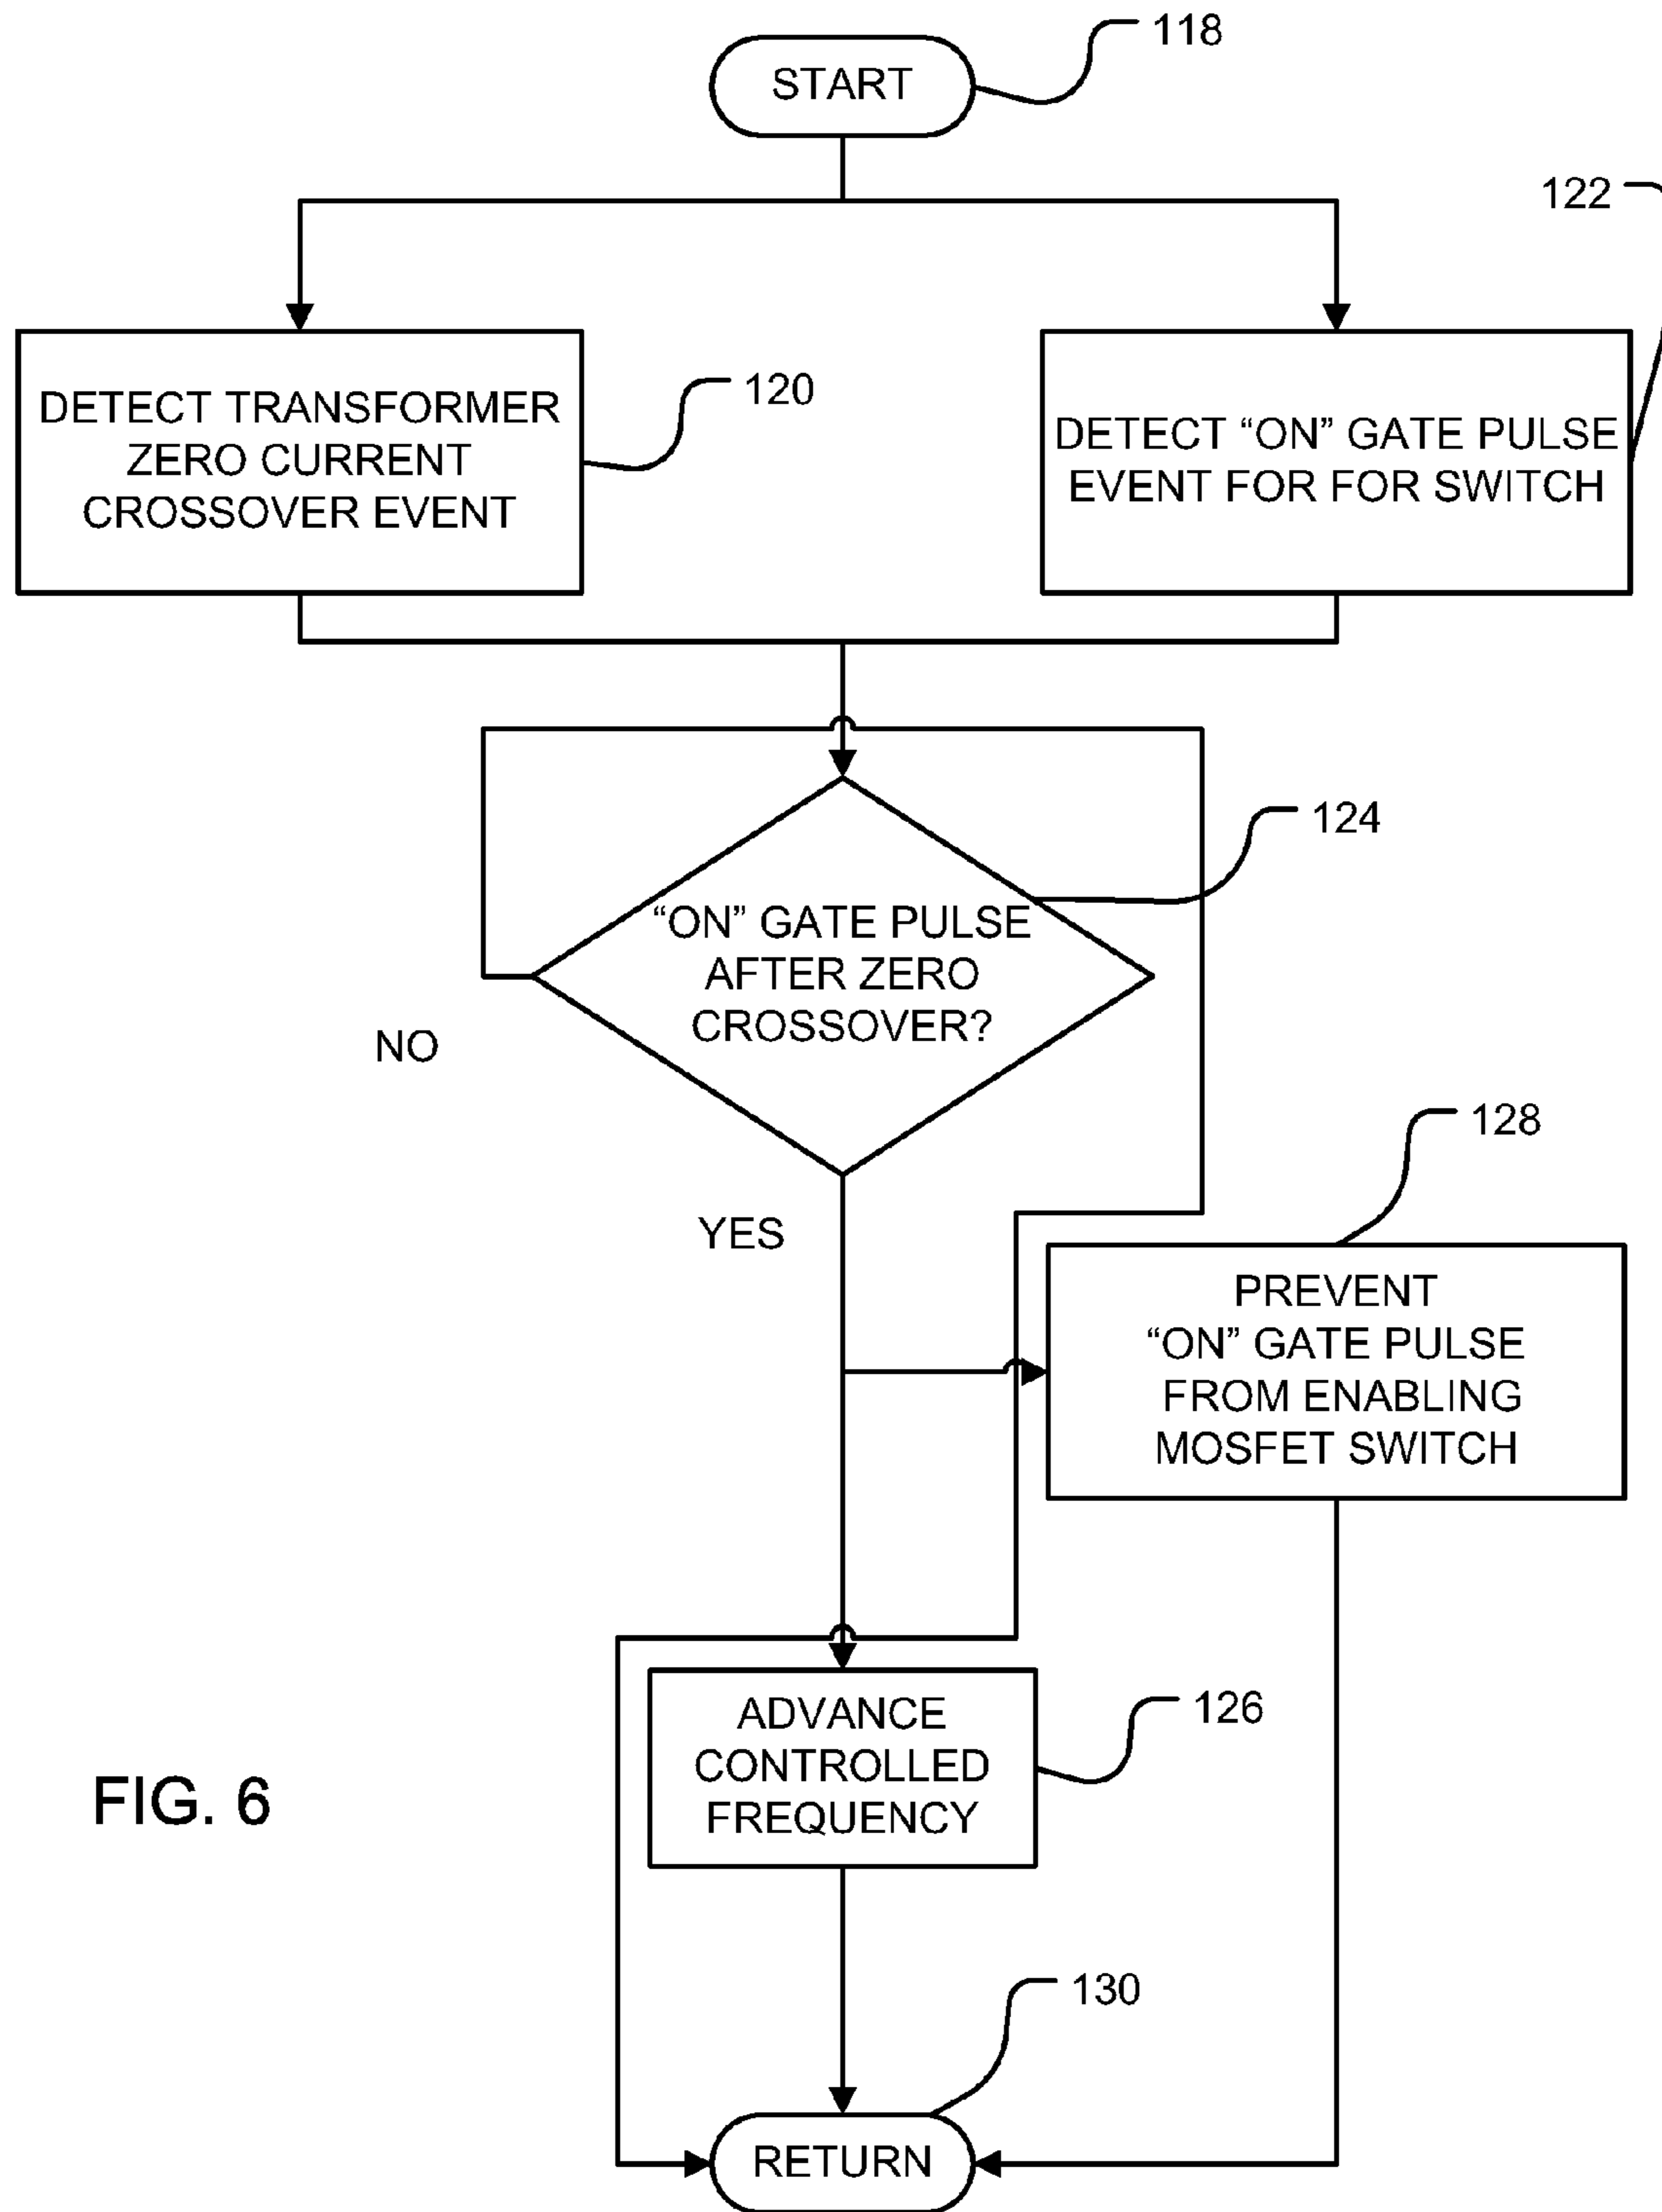 START
118
122
DETECT TRANSFORMER
ZERO CURRENT
CROSSOVER EVENT
120
DETECT “ON” GATE PULSE
EVENT FOR FOR SWITCH
“ON” GATE PULSE
AFTER ZERO
CROSSOVER?
124
NO
YES
128
PREVENT
“ON” GATE PULSE
FROM ENABLING
MOSFET SWITCH
ADVANCE
CONTROLLED
FREQUENCY
126
FIG. 6
130
RETURN